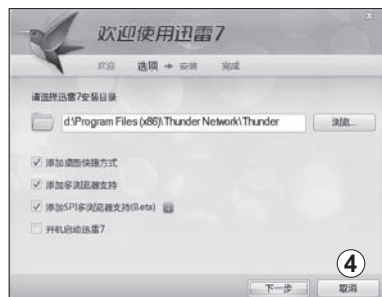 x
欢迎使用迅雷7
欢迎 选项 → 安装 完成
请选择迅雷7安装目录
d:\Program Files (x86)\Thunder Network\Thunder 浏览...
添加桌面快捷方式
添加多浏览器支持
添加SPI多浏览器支持(Beta)
开机启动迅雷7
④
下一步 取消